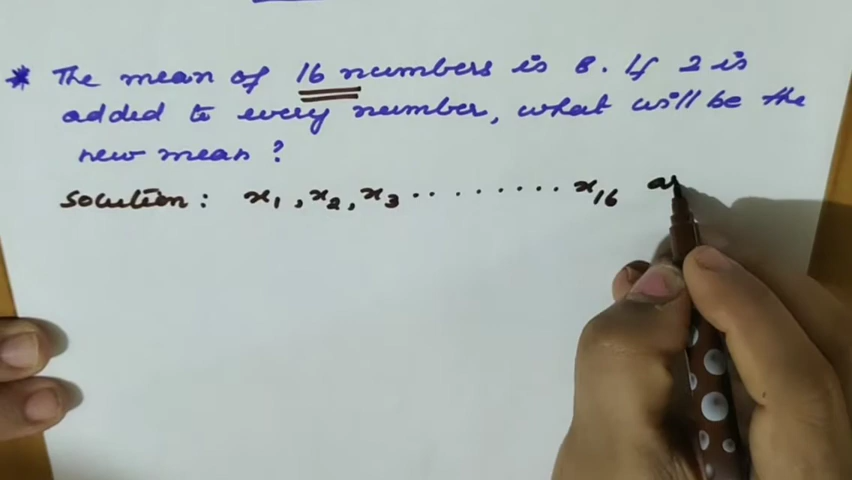 * The mean of 16 numbers is 8. If 2 is
added to every number, what will be the
new mean ?
Solution : x₁, x₂, x₃ .......... x₁₆